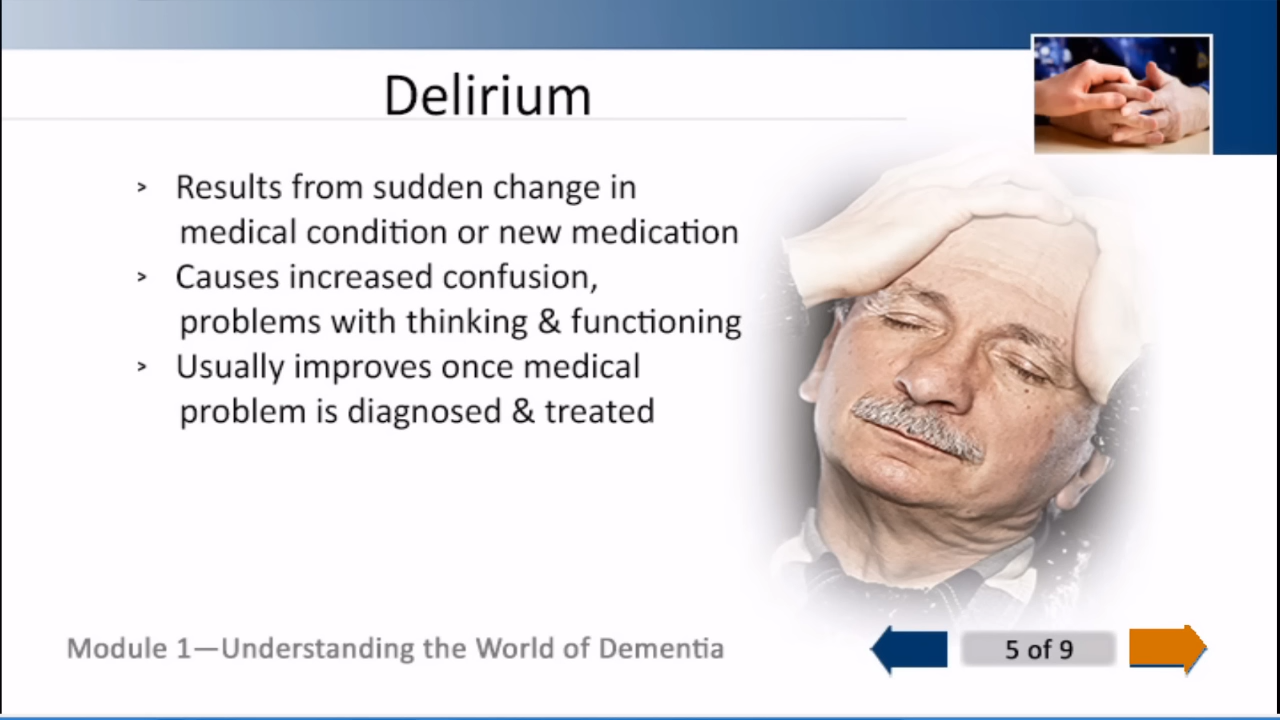 Delirium
> Results from sudden change in
medical condition or new medication
> Causes increased confusion,
problems with thinking & functioning
> Usually improves once medical
problem is diagnosed & treated
Module 1—Understanding the World of Dementia
5 of 9